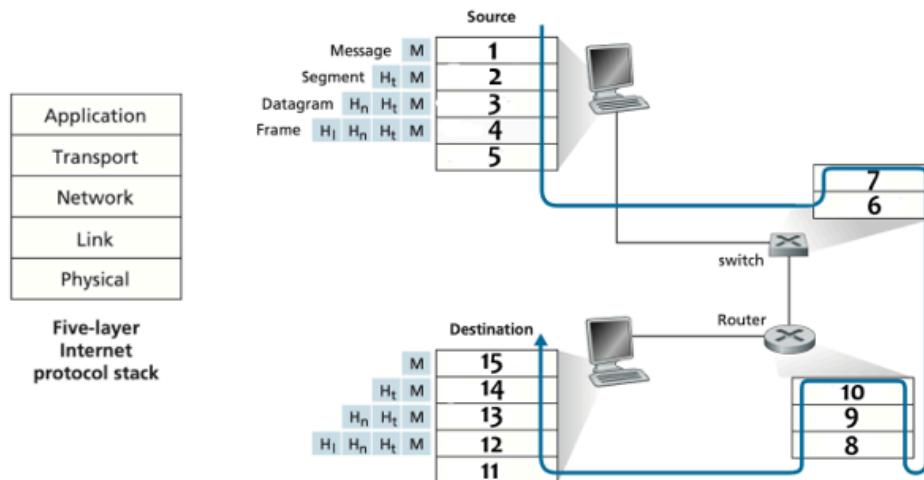 Source
Message M 1
Segment Ht M 2
Datagram Hn Ht M 3
Frame Hl Hn Ht M 4
5
Application
Transport
Network
Link
Physical
Five-layer
Internet
protocol stack
7
6
switch
Router
Destination
M 15
Ht M 14
Hn Ht M 13
Hl Hn Ht M 12
11
10
9
8